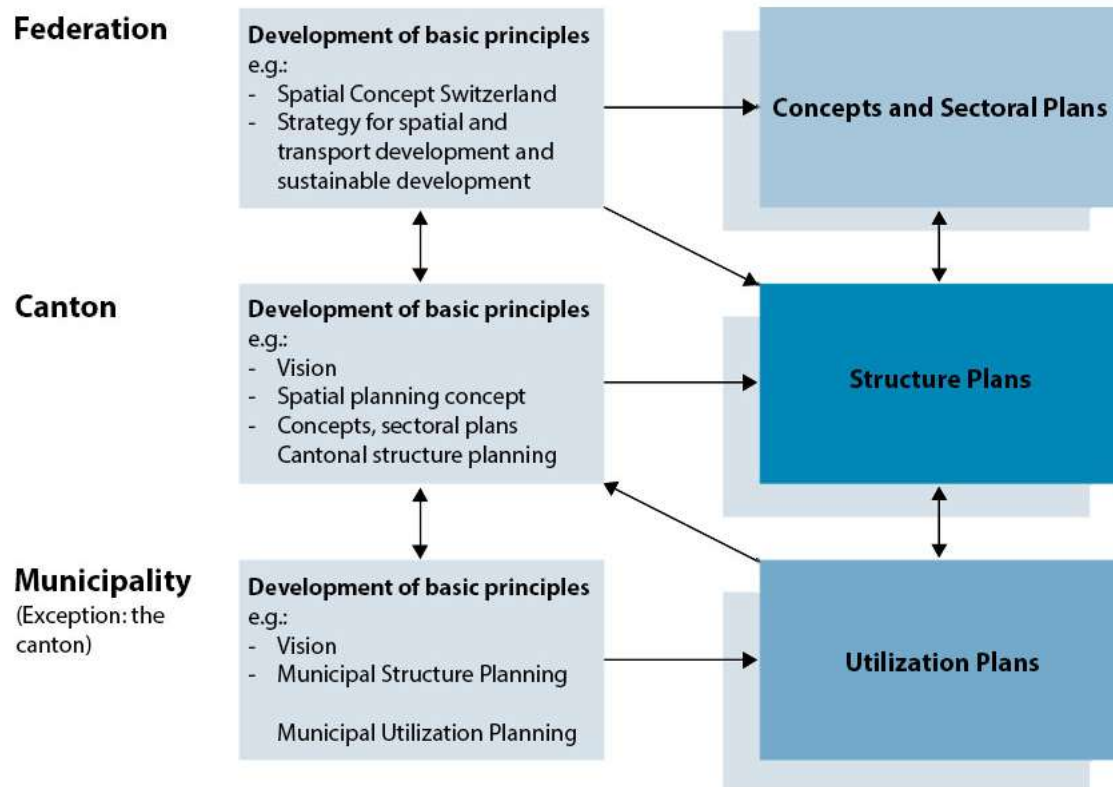 Federation
Development of basic principles
e.g.:
- Spatial Concept Switzerland
- Strategy for spatial and
transport development and
sustainable development
Concepts and Sectoral Plans
Canton
Development of basic principles
e.g.:
- Vision
- Spatial planning concept
- Concepts, sectoral plans
Cantonal structure planning
Structure Plans
Municipality
(Exception: the
canton)
Development of basic principles
e.g.:
- Vision
- Municipal Structure Planning
Municipal Utilization Planning
Utilization Plans